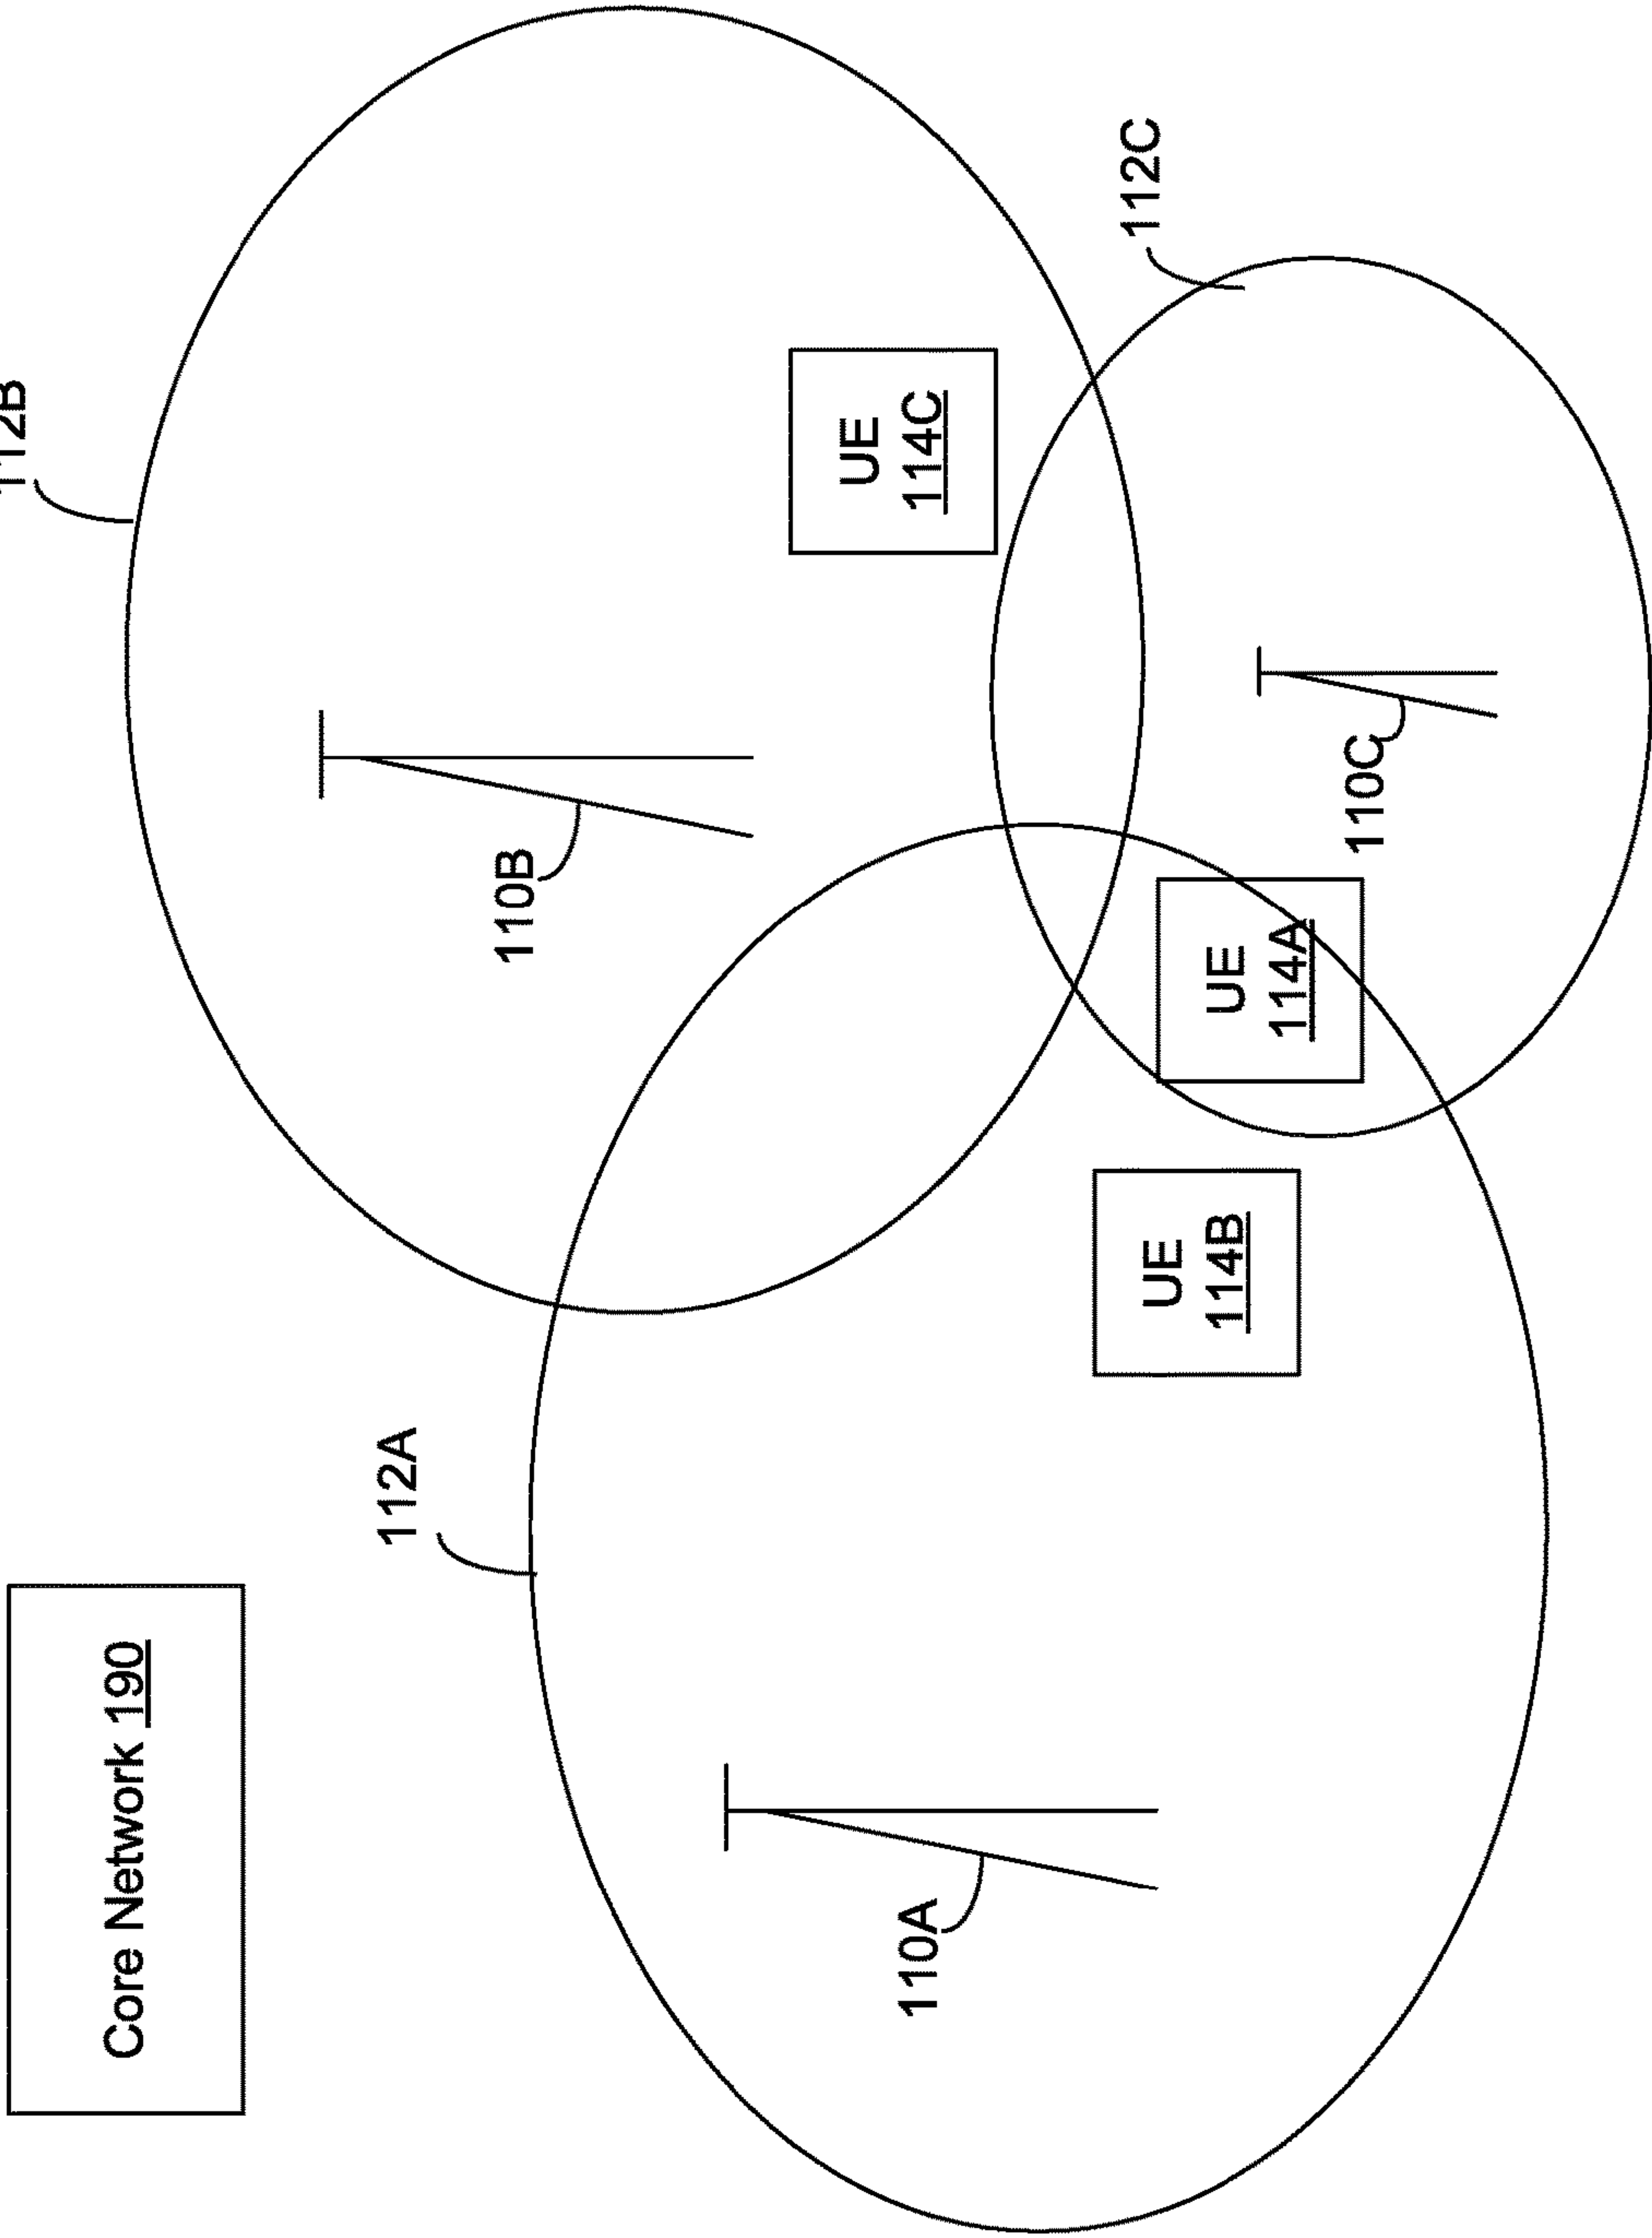 Core Network 190
112B
112A
110B
UE
114C
110A
112C
UE
114B
UE
114A
110C